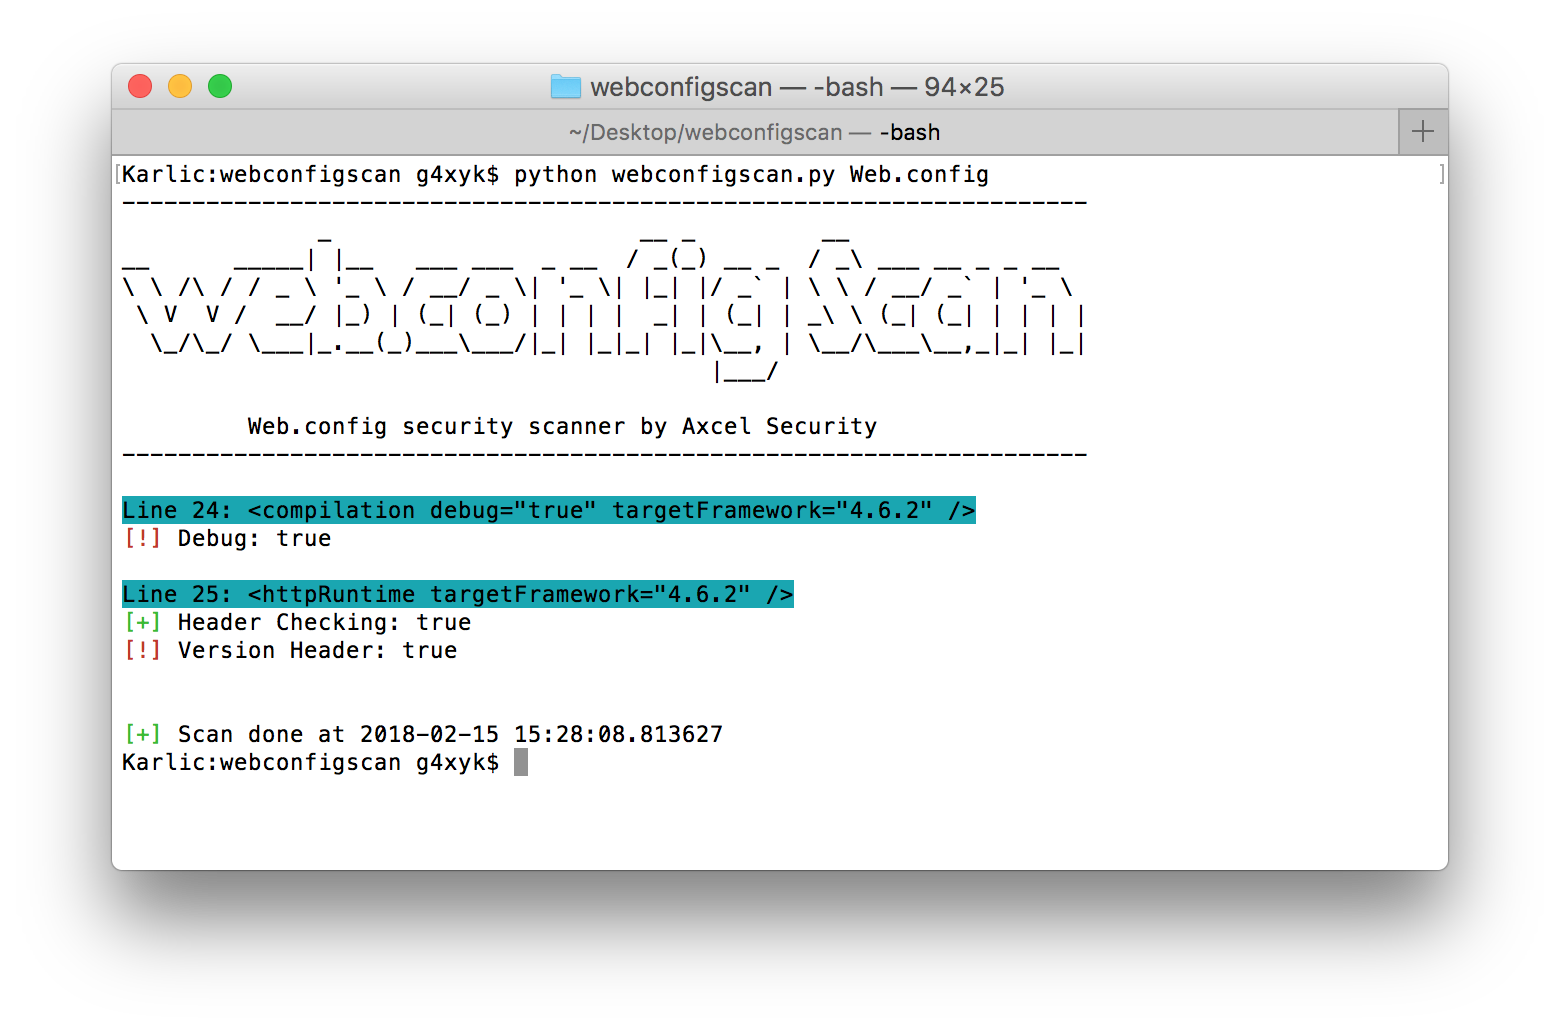 webconfigscan — -bash — 94×25
~/Desktop/webconfigscan — -bash
[Karlic:webconfigscan g4xyk$ python webconfigscan.py Web.config ]
---------------------------------------------------------------------
web.config scan
Web.config security scanner by Axcel Security
---------------------------------------------------------------------
Line 24: <compilation debug="true" targetFramework="4.6.2" />
[!] Debug: true
Line 25: <httpRuntime targetFramework="4.6.2" />
[+] Header Checking: true
[!] Version Header: true
[+] Scan done at 2018-02-15 15:28:08.813627
Karlic:webconfigscan g4xyk$